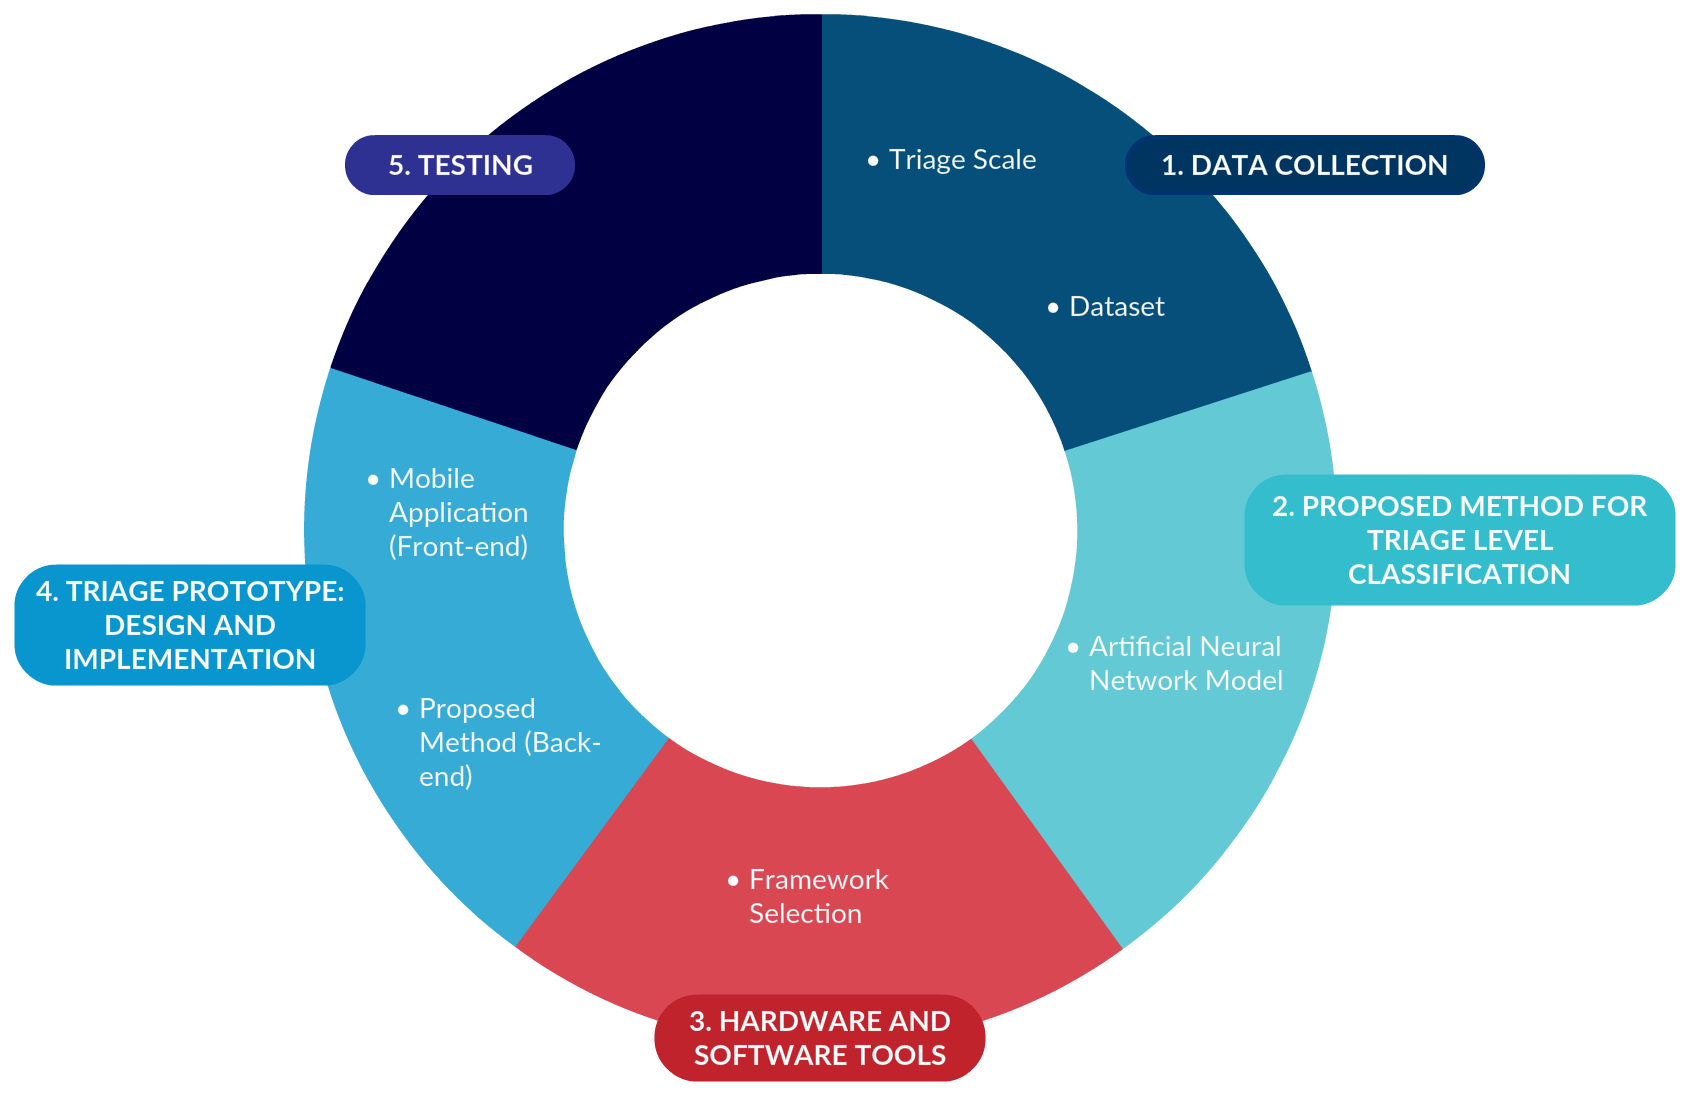 5. TESTING
• Triage Scale
1. DATA COLLECTION
• Dataset
2. PROPOSED METHOD FOR
TRIAGE LEVEL
CLASSIFICATION
• Artificial Neural
Network Model
• Framework
Selection
3. HARDWARE AND
SOFTWARE TOOLS
• Mobile
Application
(Front-end)
4. TRIAGE PROTOTYPE:
DESIGN AND
IMPLEMENTATION
• Proposed
Method (Back-
end)